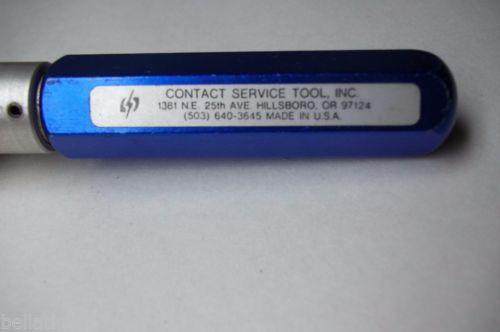 CONTACT SERVICE TOOL, INC.
1381 N.E. 25th AVE. HILLSBORO, OR 97124
(503) 640-3645 MADE IN U.S.A.